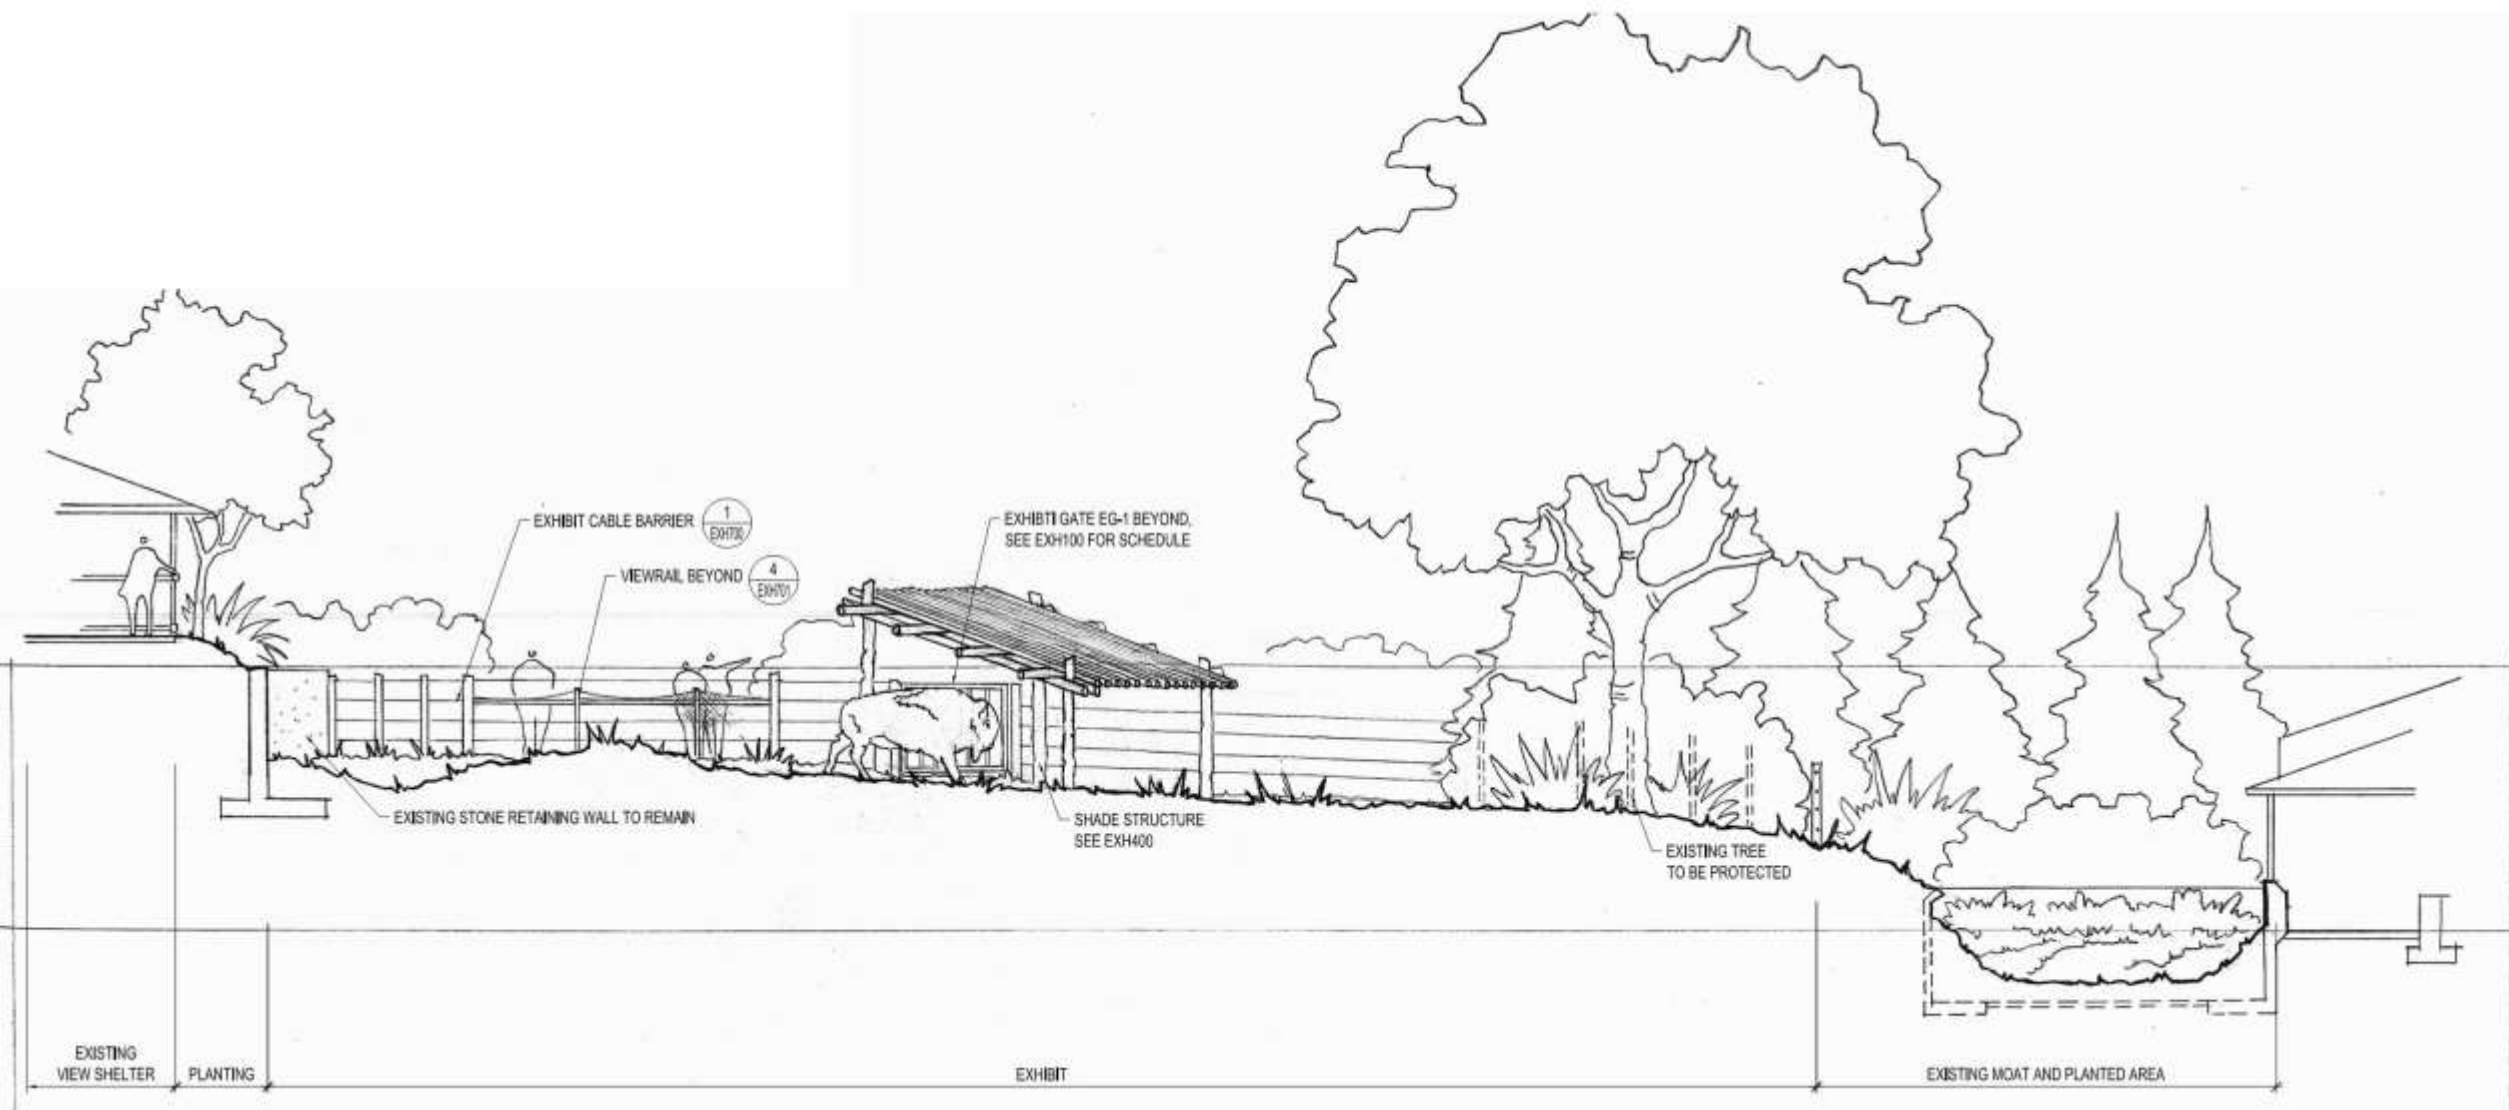 EXHIBIT CABLE BARRIER
1
EXH700
VIEWRAIL BEYOND
4
EXH701
EXHIBTI GATE EG-1 BEYOND,
SEE EXH100 FOR SCHEDULE
EXISTING STONE RETAINING WALL TO REMAIN
SHADE STRUCTURE
SEE EXH400
EXISTING TREE
TO BE PROTECTED
EXISTING
VIEW SHELTER
PLANTING
EXHIBIT
EXISTING MOAT AND PLANTED AREA